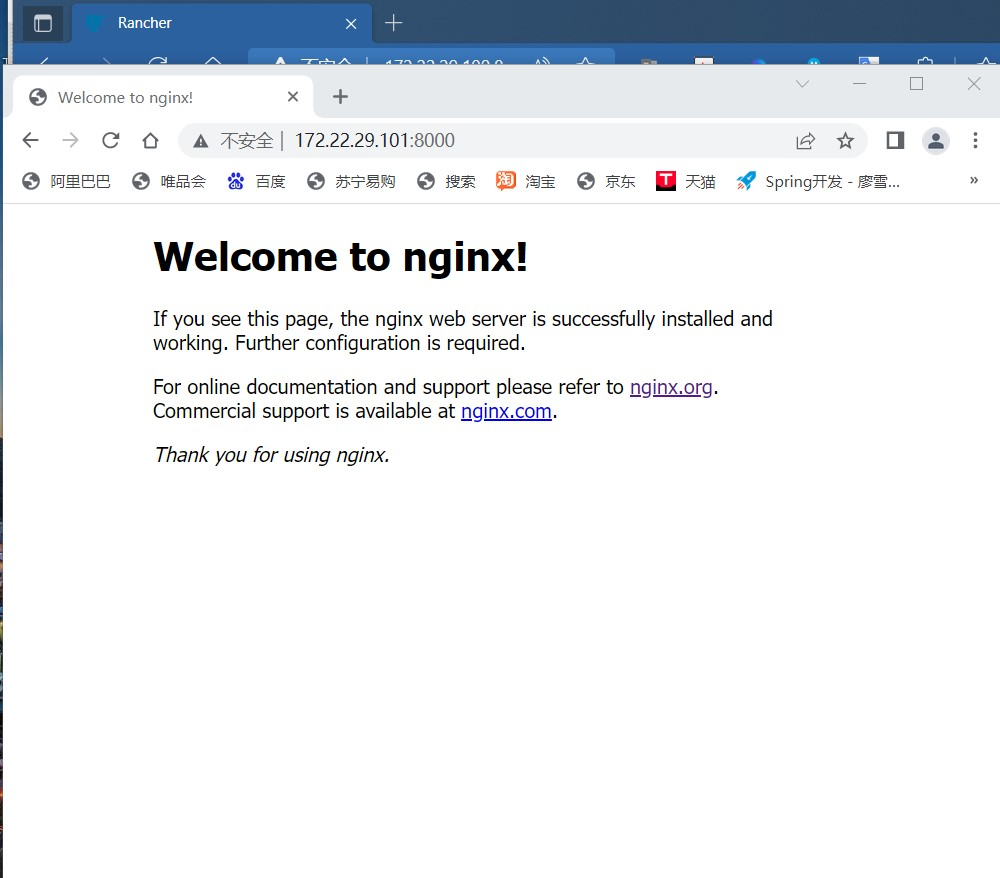 Rancher
Welcome to nginx!
不安全 | 172.22.29.101:8000
阿里巴巴 唯品会 百度 苏宁易购 搜索 淘 淘宝 京东 T 天猫 Spring开发 - 廖雪... »
Welcome to nginx!
If you see this page, the nginx web server is successfully installed and
working. Further configuration is required.
For online documentation and support please refer to nginx.org.
Commercial support is available at nginx.com.
Thank you for using nginx.